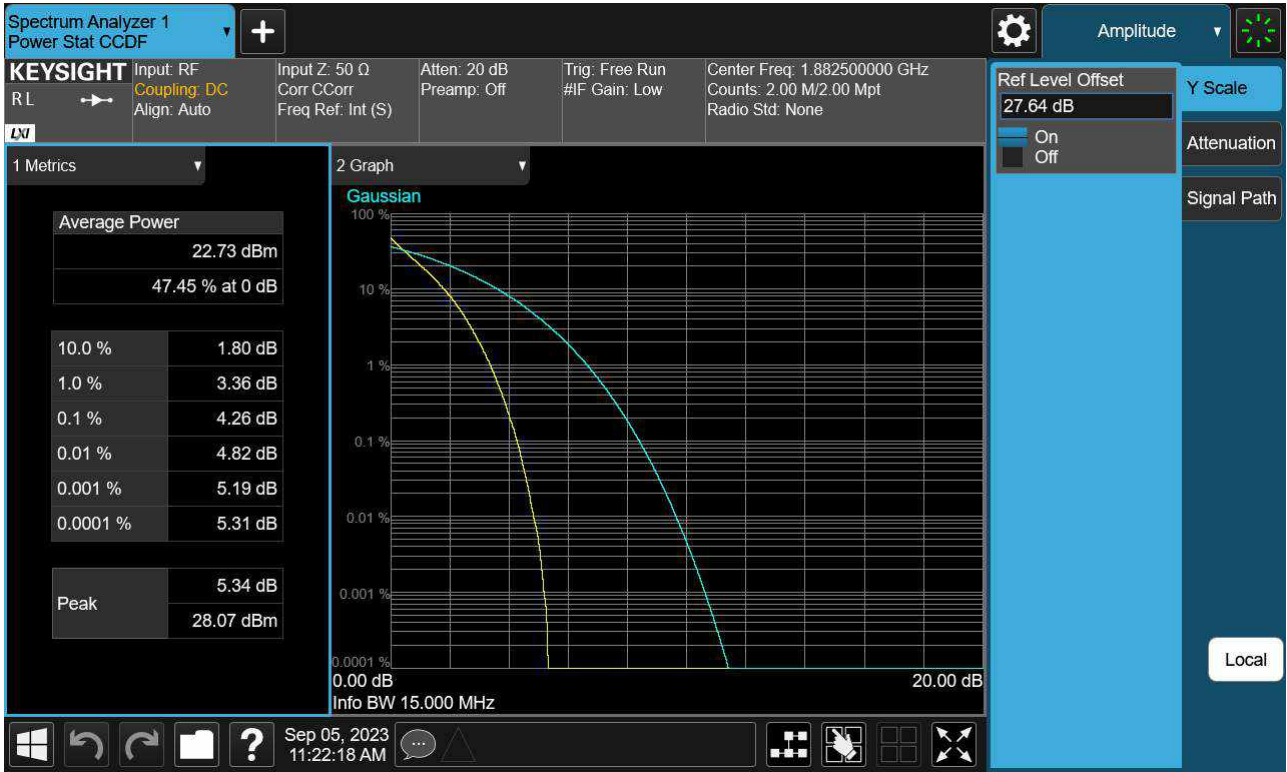 Spectrum Analyzer 1
Power Stat CCDF
+
Amplitude
KEYSIGHT
RL
LXI
Input: RF
Coupling: DC
Align: Auto
Input Z: 50 Ω
Corr CCorr
Freq Ref: Int (S)
Atten: 20 dB
Preamp: Off
Trig: Free Run
#IF Gain: Low
Center Freq: 1.882500000 GHz
Counts: 2.00 M/2.00 Mpt
Radio Std: None
Ref Level Offset
27.64 dB
On
Off
Y Scale
Attenuation
Signal Path
Local
1 Metrics
Average Power
22.73 dBm
47.45 % at 0 dB
10.0 % 1.80 dB
1.0 % 3.36 dB
0.1 % 4.26 dB
0.01 % 4.82 dB
0.001 % 5.19 dB
0.0001 % 5.31 dB
Peak
5.34 dB
28.07 dBm
2 Graph
Gaussian
100 %
10 %
1 %
0.1 %
0.01 %
0.001 %
0.0001 %
0.00 dB 20.00 dB
Info BW 15.000 MHz
?
Sep 05, 2023
11:22:18 AM